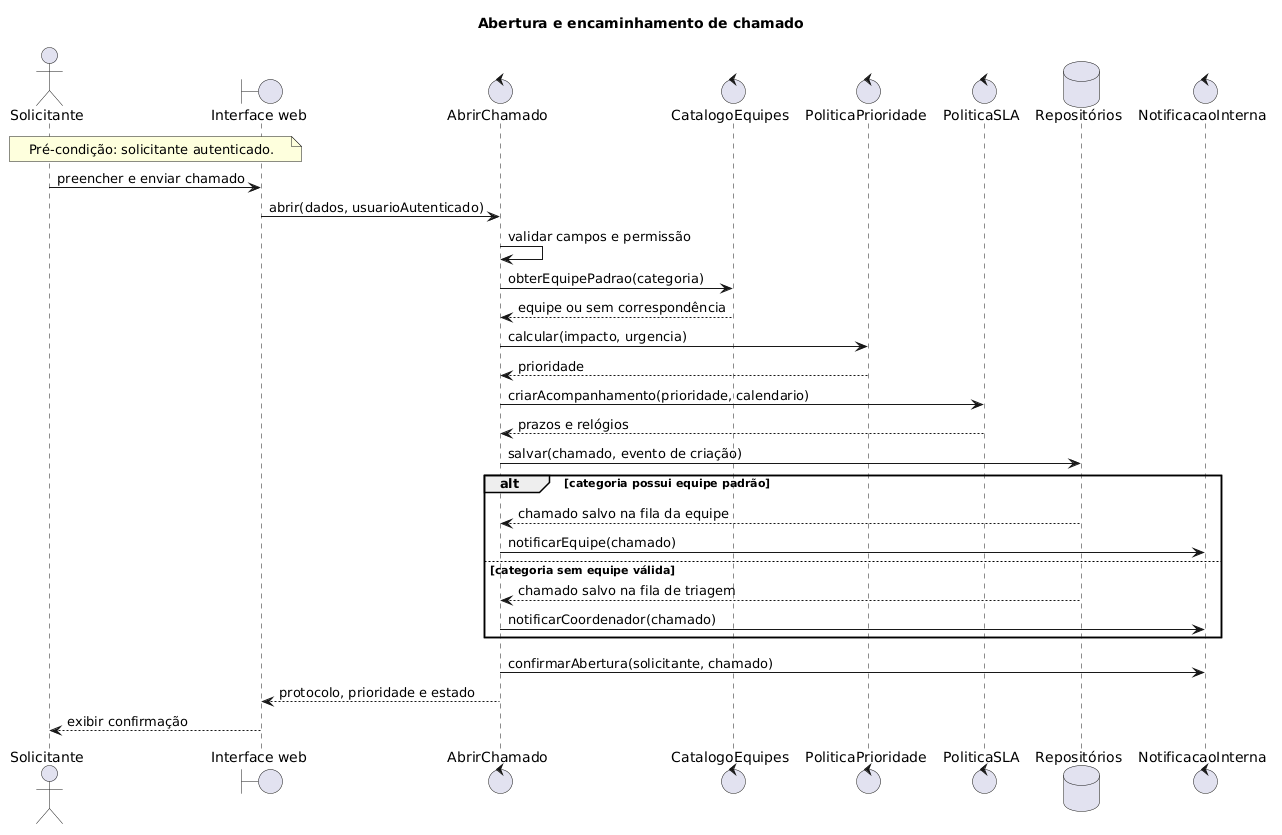 Abertura e encaminhamento de chamado
Solicitante
Interface web
AbrirChamado
CatalogoEquipes
PoliticaPrioridade
PoliticaSLA
Repositórios
NotificacaoInterna
Pré-condição: solicitante autenticado.
preencher e enviar chamado
abrir(dados, usuarioAutenticado)
validar campos e permissão
obterEquipePadrao(categoria)
equipe ou sem correspondência
calcular(impacto, urgencia)
prioridade
criarAcompanhamento(prioridade, calendario)
prazos e relógios
salvar(chamado, evento de criação)
alt [categoria possui equipe padrão]
chamado salvo na fila da equipe
notificarEquipe(chamado)
[categoria sem equipe válida]
chamado salvo na fila de triagem
notificarCoordenador(chamado)
confirmarAbertura(solicitante, chamado)
protocolo, prioridade e estado
exibir confirmação
Solicitante
Interface web
AbrirChamado
CatalogoEquipes
PoliticaPrioridade
PoliticaSLA
Repositórios
NotificacaoInterna